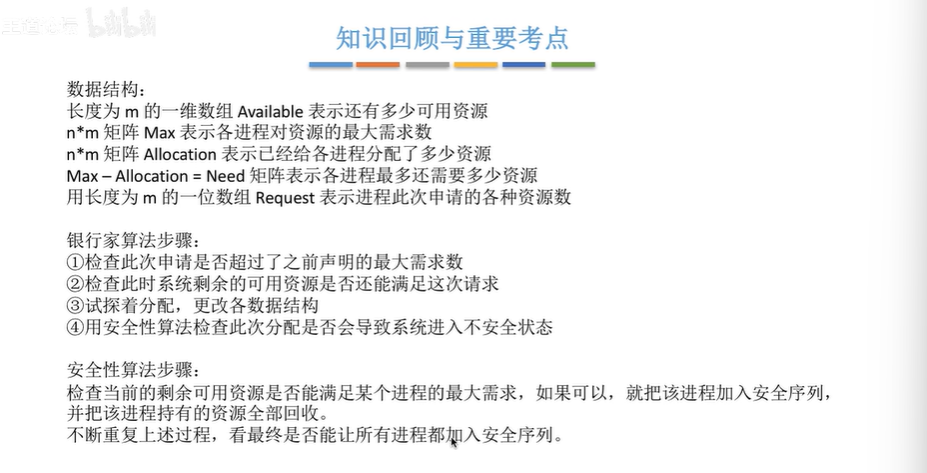 bilibili
知识回顾与重要考点
数据结构：
长度为 m 的一维数组 Available 表示还有多少可用资源
n*m 矩阵 Max 表示各进程对资源的最大需求数
n*m 矩阵 Allocation 表示已经给各进程分配了多少资源
Max – Allocation = Need 矩阵表示各进程最多还需要多少资源
用长度为 m 的一位数组 Request 表示进程此次申请的各种资源数
银行家算法步骤：
①检查此次申请是否超过了之前声明的最大需求数
②检查此时系统剩余的可用资源是否还能满足这次请求
③试探着分配，更改各数据结构
④用安全性算法检查此次分配是否会导致系统进入不安全状态
安全性算法步骤：
检查当前的剩余可用资源是否能满足某个进程的最大需求，如果可以，就把该进程加入安全序列，
并把该进程持有的资源全部回收。
不断重复上述过程，看最终是否能让所有进程都加入安全序列。